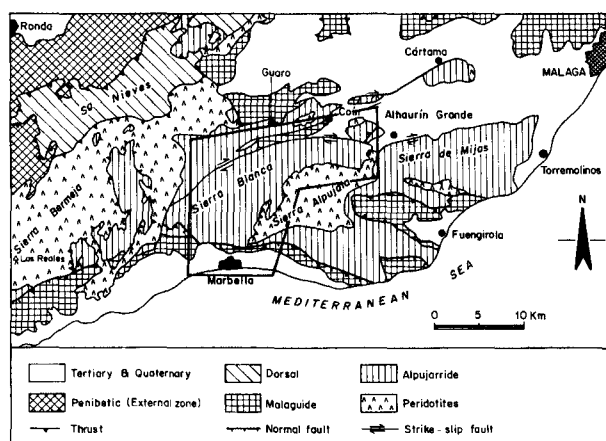 Ronda
Cártama
MALAGA
Guaro
Coin
Alhaurín Grande
Sa Nieves
Sierra de Mijas
Torremolinos
Sierra Blanca
Sierra Alpujata
Sierra Bermeja
N
Fuengirola
Los Reales
Marbella
MEDITERRANEAN SEA
0 5 10 Km
Tertiary & Quaternary
Dorsal
Alpujarride
Penibetic (External zone)
Malaguide
Peridotites
Thrust
Normal fault
Strike-slip fault